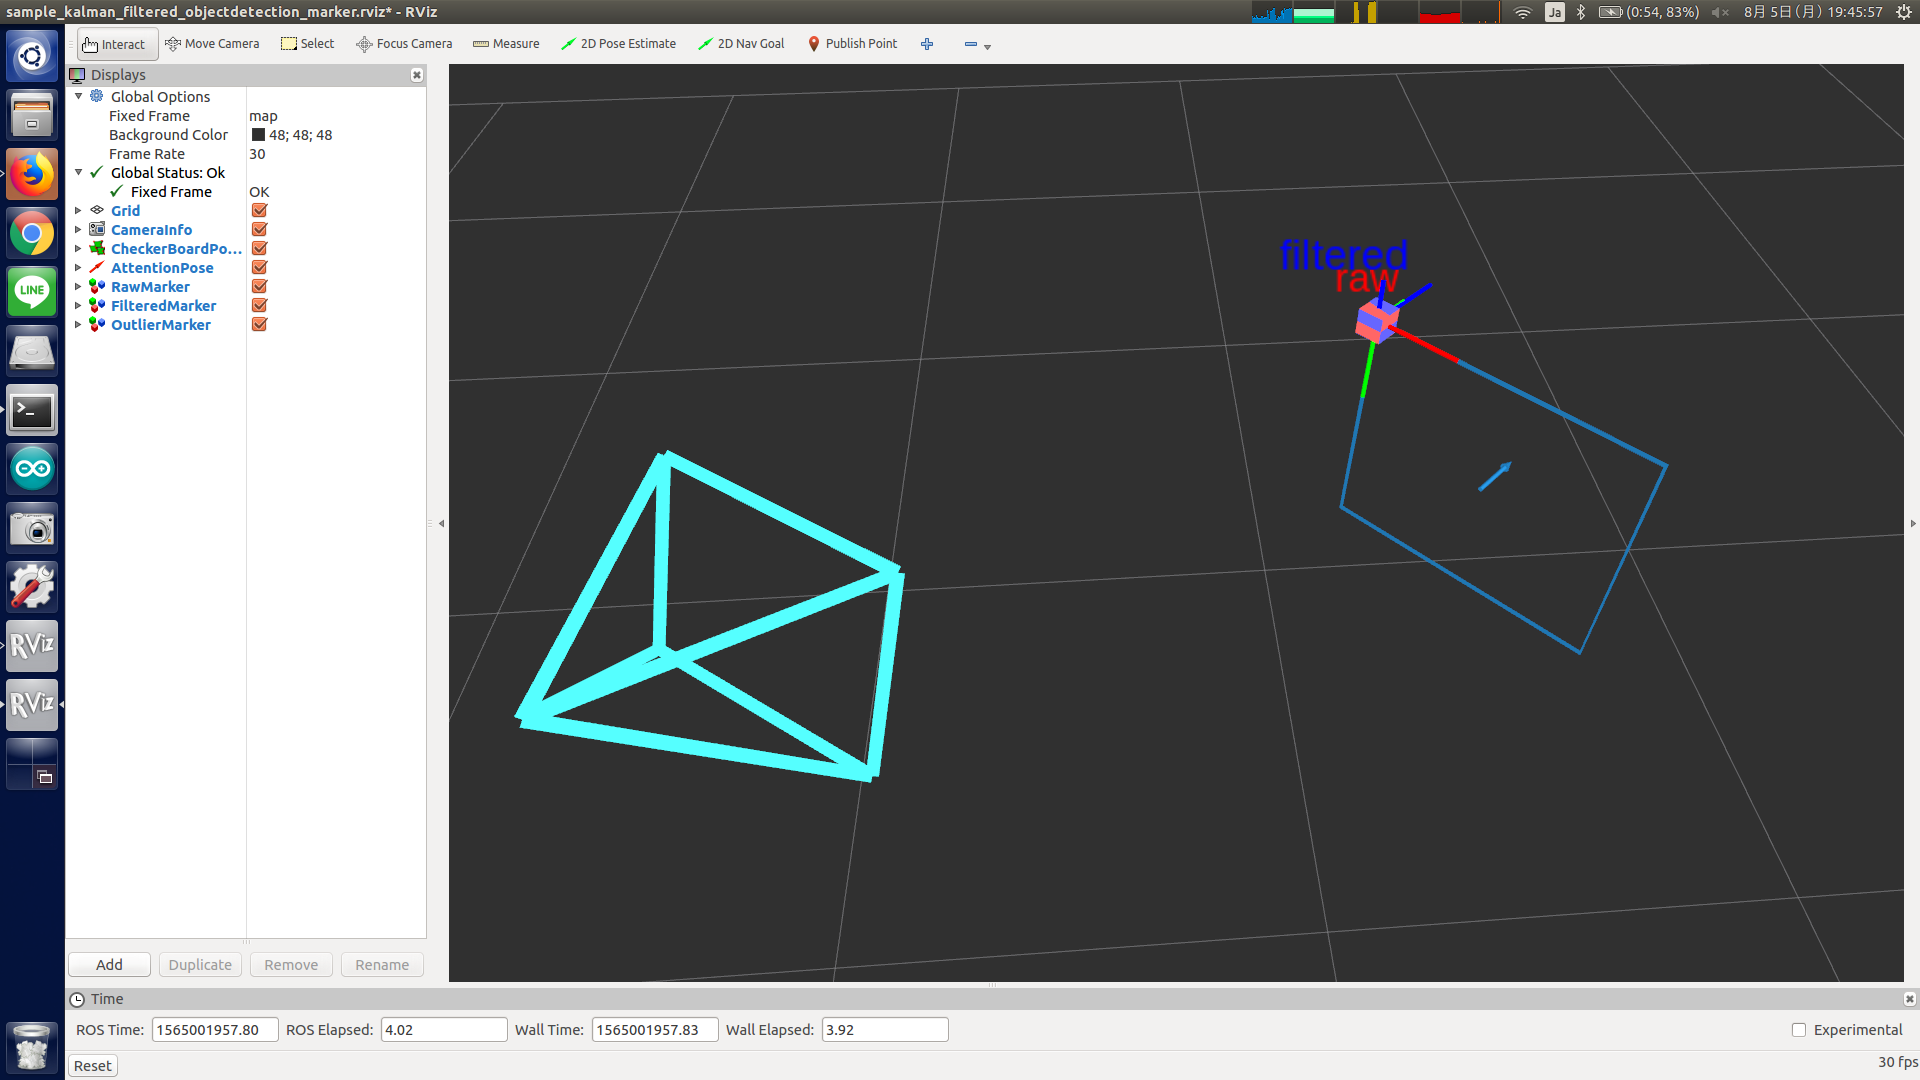 sample_kalman_filtered_objectdetection_marker.rviz* - RViz
Ja
(0:54, 83%)
8月 5日(月) 19:45:57
Interact
Move Camera
Select
Focus Camera
Measure
2D Pose Estimate
2D Nav Goal
Publish Point
Displays
Global Options
Fixed Frame
map
Background Color
48; 48; 48
Frame Rate
30
Global Status: Ok
Fixed Frame
OK
Grid
CameraInfo
CheckerBoardPo...
AttentionPose
RawMarker
FilteredMarker
OutlierMarker
filtered
raw
LINE
>_
RViz
RViz
Add
Duplicate
Remove
Rename
Time
ROS Time:
1565001957.80
ROS Elapsed:
4.02
Wall Time:
1565001957.83
Wall Elapsed:
3.92
Experimental
Reset
30 fps